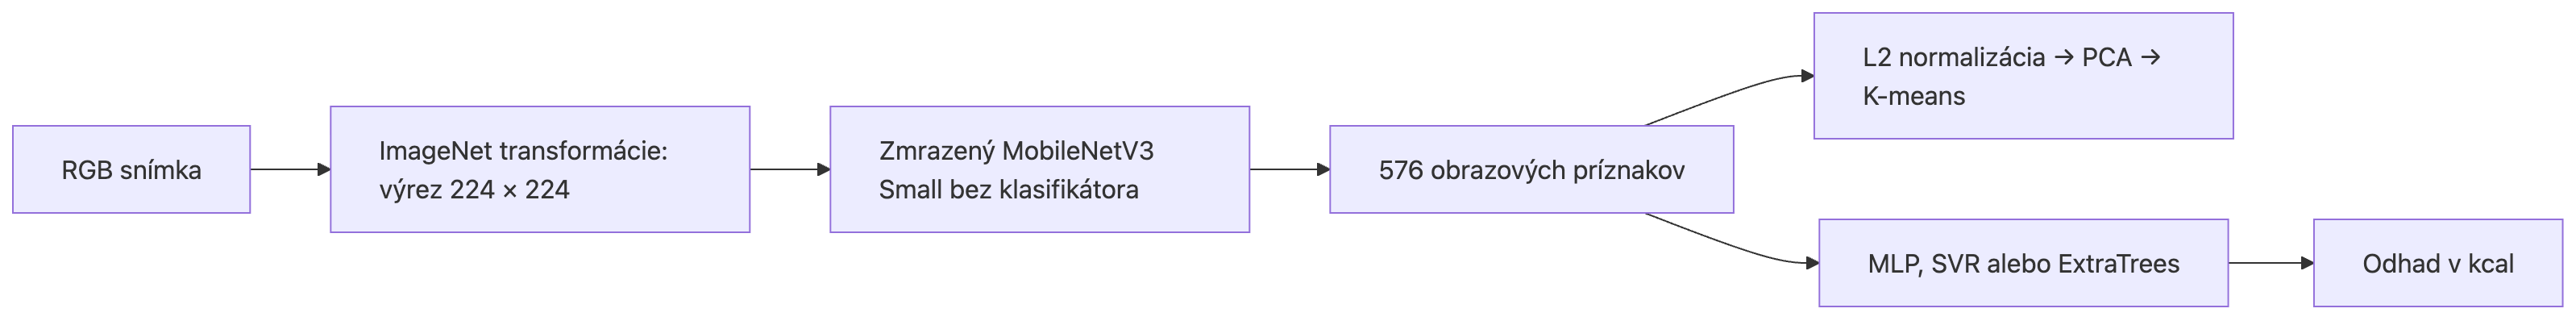 RGB snímka
ImageNet transformácie:
výrez 224 × 224
Zmrazený MobileNetV3
Small bez klasifikátora
576 obrazových príznakov
L2 normalizácia → PCA →
K-means
MLP, SVR alebo ExtraTrees
Odhad v kcal